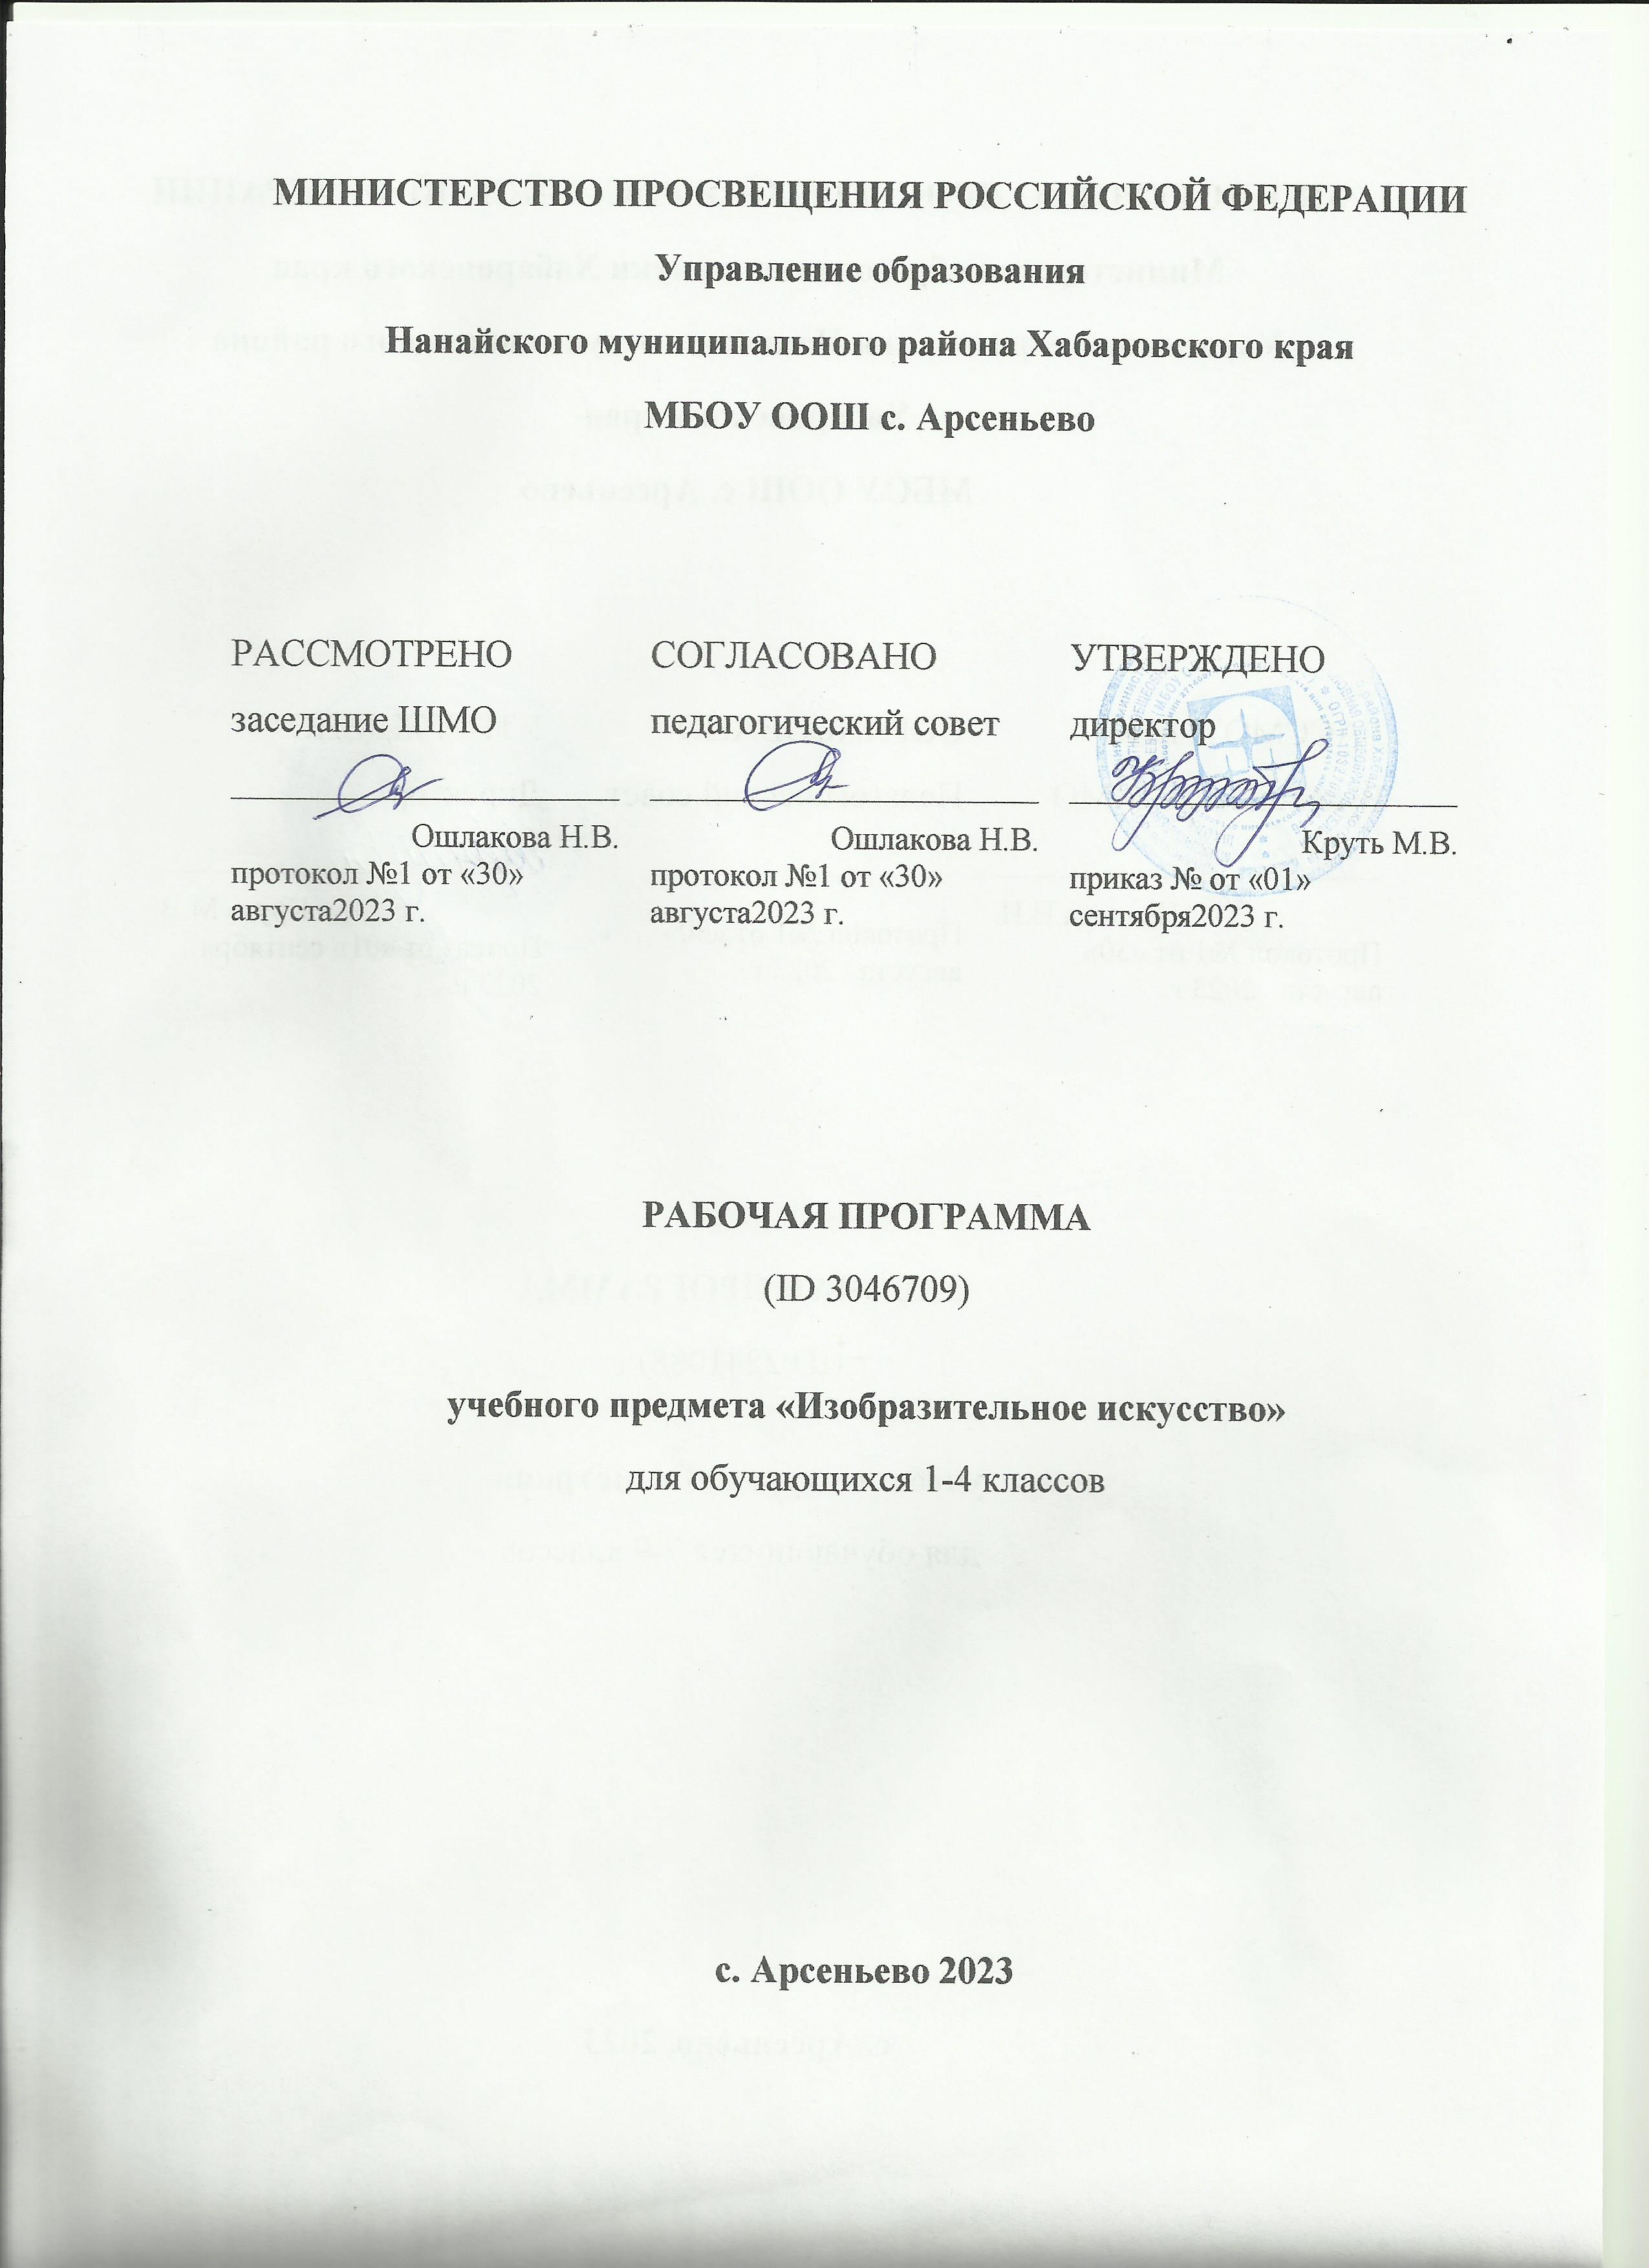 МИНИСТЕРСТВО ПРОСВЕЩЕНИЯ РОССИЙСКОЙ ФЕДЕРАЦИИ
Управление образования
Нанайского муниципального района Хабаровского края
МБОУ ООШ с. Арсеньево
РАССМОТРЕНО
заседание ШМО
Ошлакова Н.В.
протокол №1 от «30»
августа2023 г.
СОГЛАСОВАНО
педагогический совет
Ошлакова Н.В.
протокол №1 от «30»
августа2023 г.
УТВЕРЖДЕНО
директор
Круть М.В.
приказ № от «01»
сентября2023 г.
РАБОЧАЯ ПРОГРАММА
(ID 3046709)
учебного предмета «Изобразительное искусство»
для обучающихся 1-4 классов
с. Арсеньево 2023